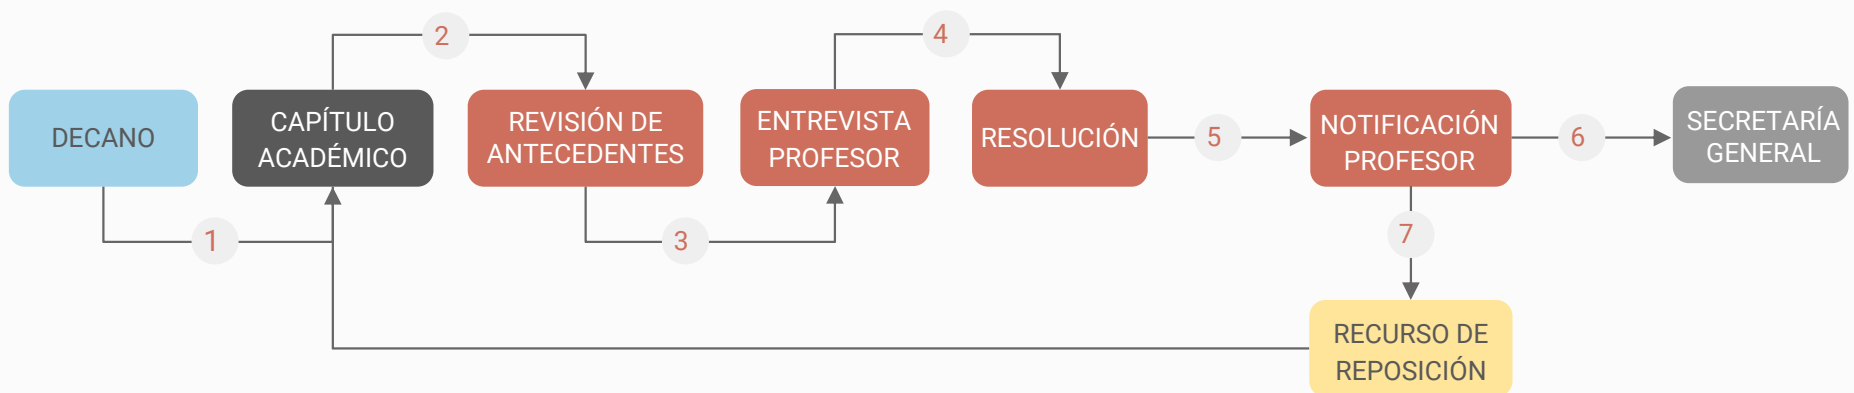 2
4
DECANO
CAPÍTULO
ACADÉMICO
REVISIÓN DE
ANTECEDENTES
ENTREVISTA
PROFESOR
RESOLUCIÓN
5
NOTIFICACIÓN
PROFESOR
6
SECRETARÍA
GENERAL
1
3
7
RECURSO DE
REPOSICIÓN